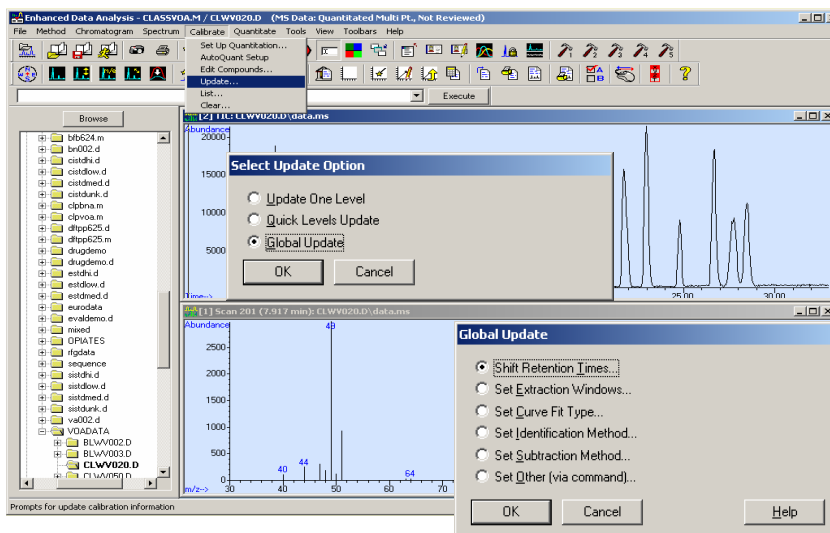 Enhanced Data Analysis - CLASSVOA.M / CLWV020.D (MS Data: Quantitated Multi Pt., Not Reviewed)
File Method Chromatogram Spectrum Calibrate Quantitate Tools View Toolbars Help
Set Up Quantitation...
AutoQuant Setup
Edit Compounds...
Update...
List...
Clear...
Execute
Browse
bfb624.m
bn002.d
cistdhi.d
cistdlow.d
cistdmed.d
cistdunk.d
clpbna.m
clpvoa.m
dftpp625.d
dftpp625.m
drugdemo
drugdemo.d
estdhi.d
estdlow.d
estdmed.d
eurodata
evaldemo.d
mixed
OPIATES
rfgdata
sequence
sistdhi.d
sistdlow.d
sistdmed.d
sistdunk.d
va002.d
VOADATA
BLWV002.D
BLWV003.D
CLWV020.D
CLWV050.D
[2] TIC: CLWV020.D\data.ms
Abundance
20000
15000
10000
5000
Time-->
25.00
30.00
Select Update Option
Update One Level
Quick Levels Update
Global Update
OK Cancel
[1] Scan 201 (7.917 min): CLWV020.D\data.ms
Abundance
49
2500
2000
1500
1000
500
0
40
44
64
m/z-->
30 40 50 60 70
Global Update
Shift Retention Times...
Set Extraction Windows...
Set Curve Fit Type...
Set Identification Method...
Set Subtraction Method...
Set Other (via command)...
OK Cancel Help
Prompts for update calibration information